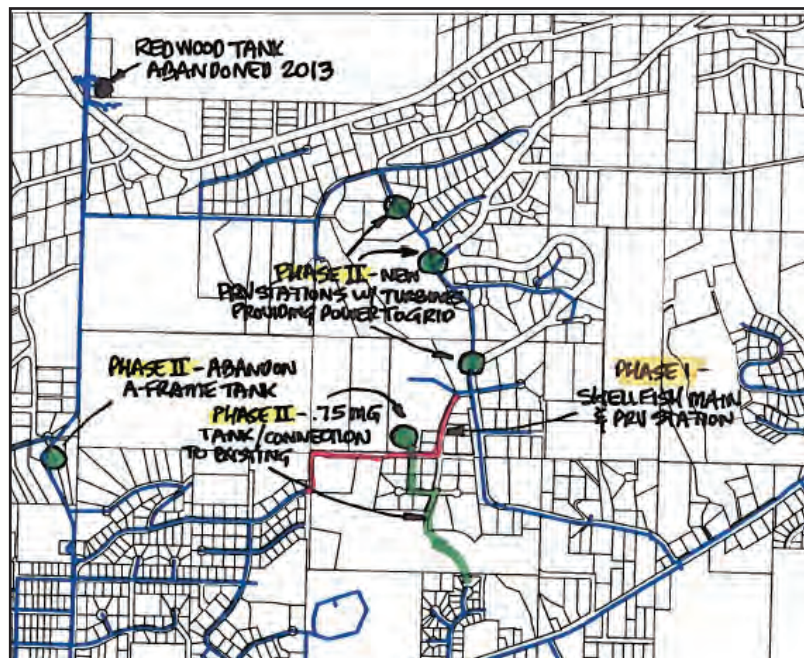 REDWOOD TANK
ABANDONED 2013
PHASE II - NEW
PRV STATIONS W/ TURBINES
PROVIDING POWER TO GRID
PHASE II - ABANDON
A-FRAME TANK
PHASE I -
SHELLFISH MAIN
& PRV STATION
PHASE II - .75 MG
TANK/CONNECTION
TO EXISTING